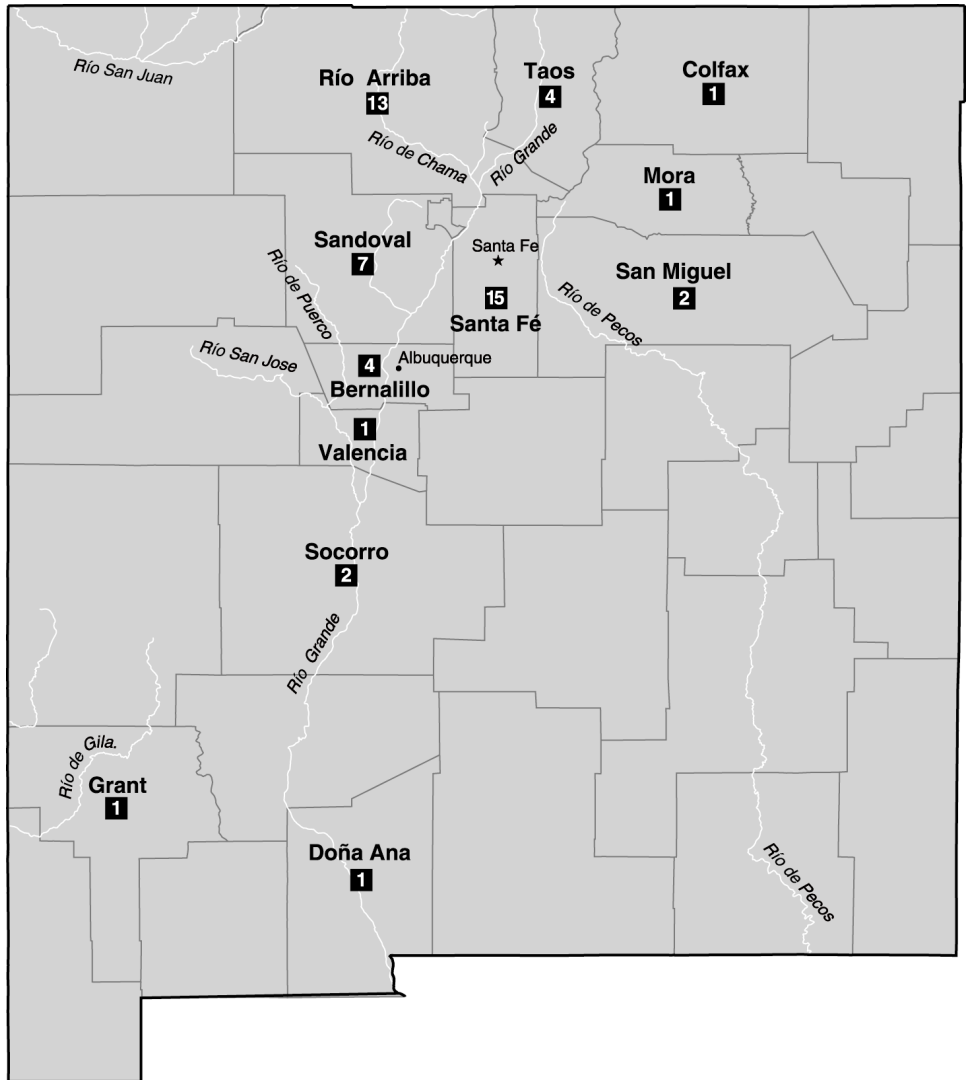 Río San Juan
Río Arriba
13
Taos
4
Colfax
1
Río de Chama
Río Grande
Mora
1
Sandoval
7
Santa Fe
15
Santa Fé
San Miguel
2
Río de Puerco
Río de Pecos
Río San Jose
4
Bernalillo
Albuquerque
1
Valencia
Socorro
2
Río Grande
Río de Gila.
Grant
1
Doña Ana
1
Río de Pecos